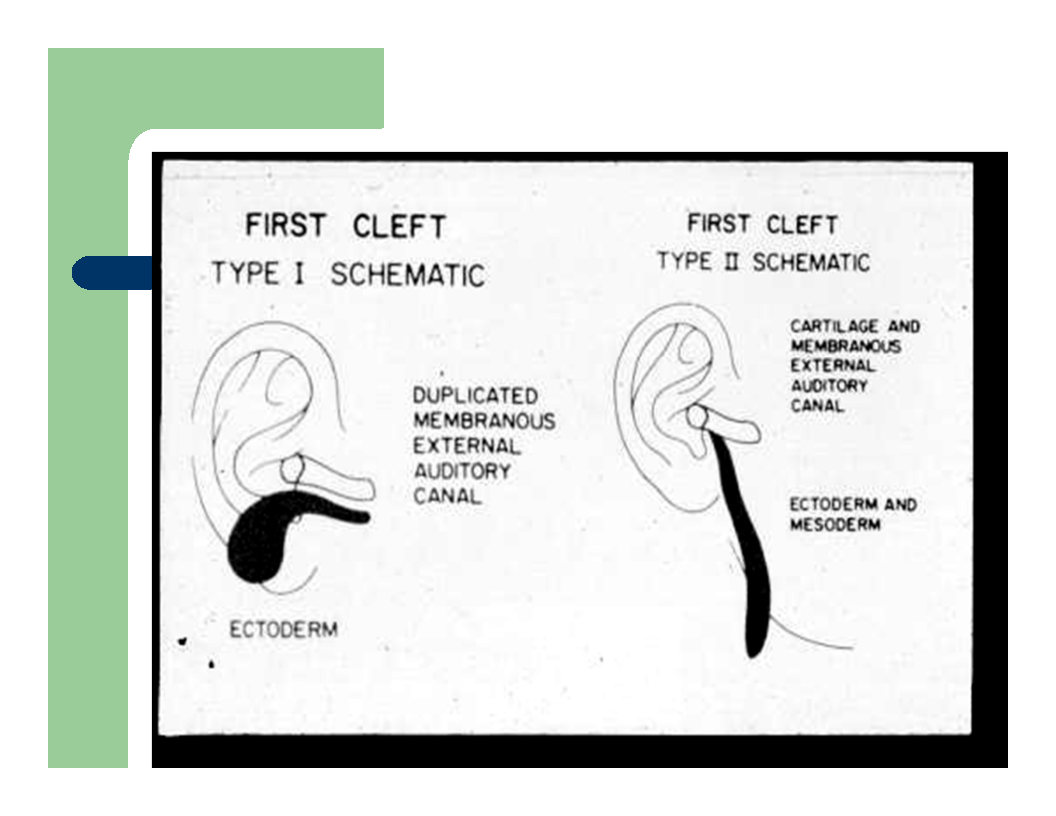 FIRST CLEFT
TYPE I SCHEMATIC
DUPLICATED
MEMBRANOUS
EXTERNAL
AUDITORY
CANAL
ECTODERM
FIRST CLEFT
TYPE II SCHEMATIC
CARTILAGE AND
MEMBRANOUS
EXTERNAL
AUDITORY
CANAL
ECTODERM AND
MESODERM